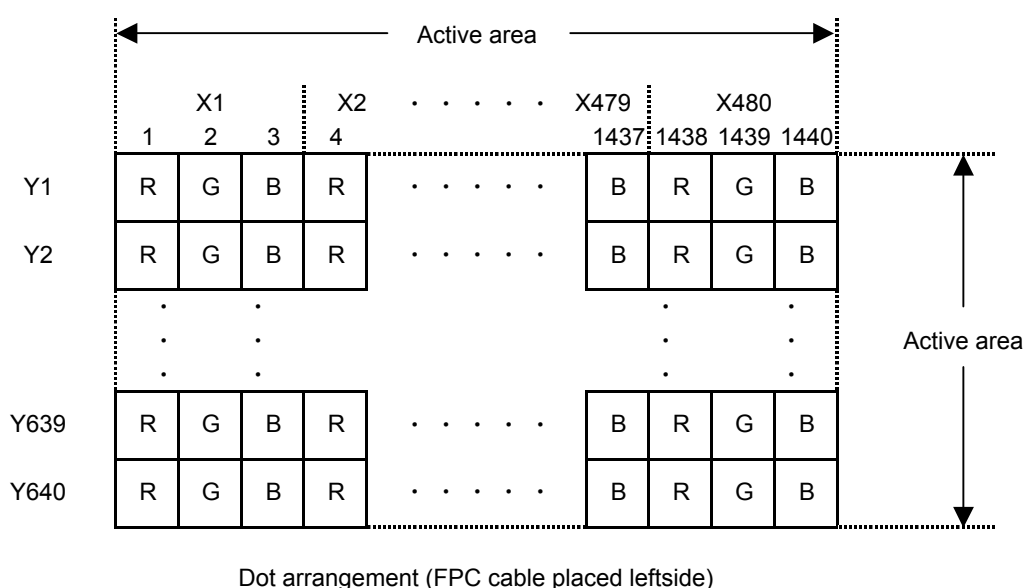 Active area
X1 X2 · · · · · X479 X480
1 2 3 4 1437 1438 1439 1440
Y1 R G B R · · · · · B R G B
Y2 R G B R · · · · · B R G B
· · · ·
· · · ·
Active area
· · · ·
Y639 R G B R · · · · · B R G B
Y640 R G B R · · · · · B R G B
Dot arrangement (FPC cable placed leftside)